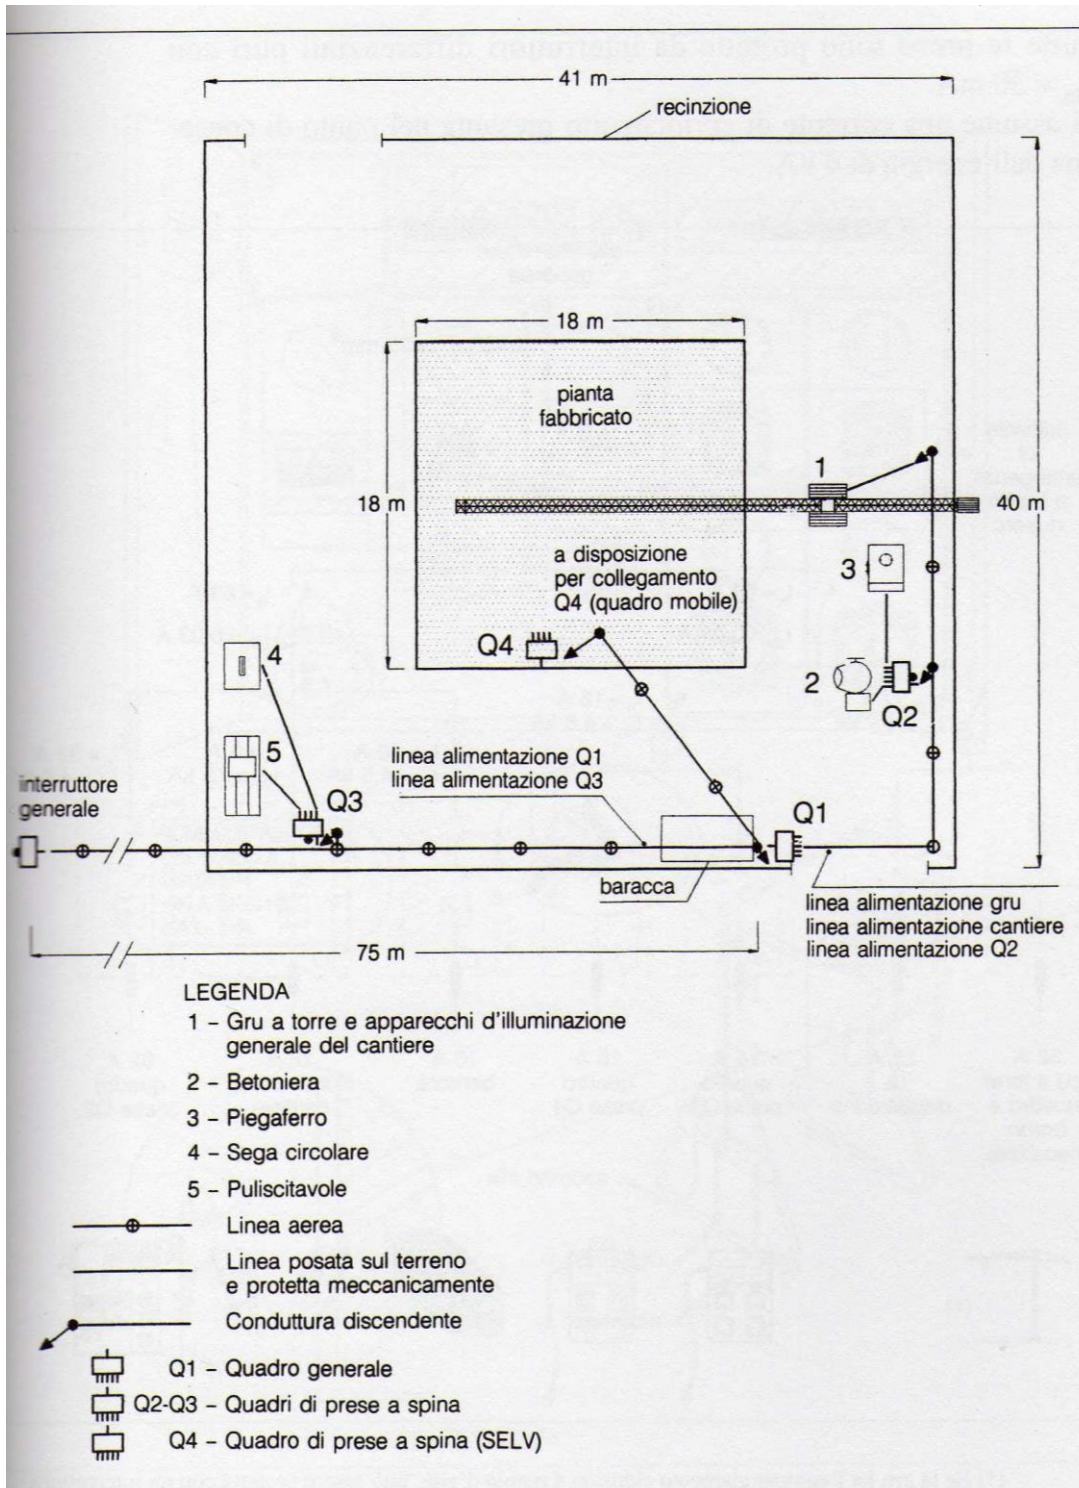 41 m
recinzione
18 m
pianta
fabbricato
1
18 m
40 m
a disposizione
per collegamento
Q4 (quadro mobile)
3
Q4
4
2
Q2
5
linea alimentazione Q1
linea alimentazione Q3
interruttore
generale
Q3
Q1
baracca
linea alimentazione gru
linea alimentazione cantiere
linea alimentazione Q2
75 m
LEGENDA
1 – Gru a torre e apparecchi d'illuminazione
generale del cantiere
2 – Betoniera
3 – Piegaferro
4 – Sega circolare
5 – Puliscitavole
Linea aerea
Linea posata sul terreno
e protetta meccanicamente
Conduttura discendente
Q1 – Quadro generale
Q2-Q3 – Quadri di prese a spina
Q4 – Quadro di prese a spina (SELV)